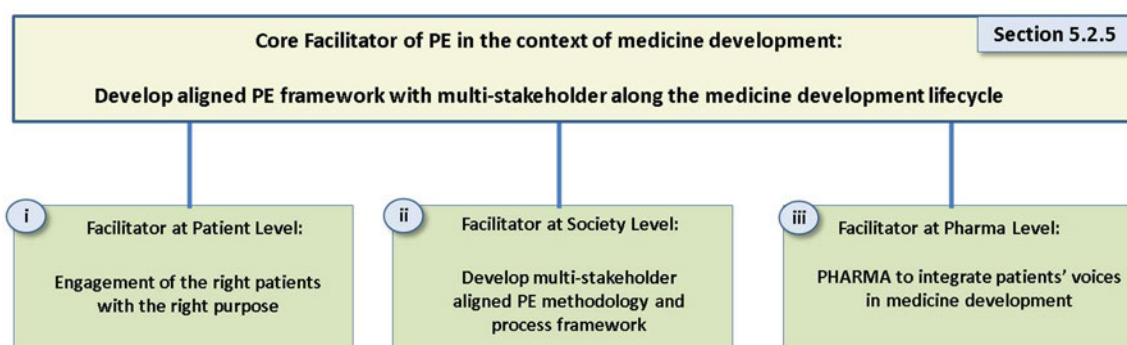 Core Facilitator of PE in the context of medicine development:
Section 5.2.5
Develop aligned PE framework with multi-stakeholder along the medicine development lifecycle
i
Facilitator at Patient Level:
Engagement of the right patients
with the right purpose
ii
Facilitator at Society Level:
Develop multi-stakeholder
aligned PE methodology and
process framework
iii
Facilitator at Pharma Level:
PHARMA to integrate patients’ voices
in medicine development